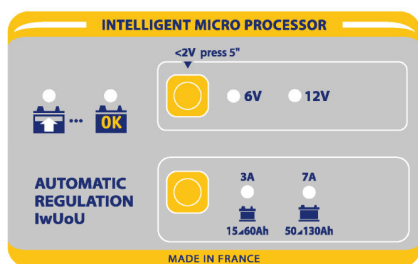 INTELLIGENT MICRO PROCESSOR
<2V press 5"
6V 12V
... OK
AUTOMATIC
REGULATION
IwUoU
3A 7A
15⊿60Ah 50⊿130Ah
MADE IN FRANCE